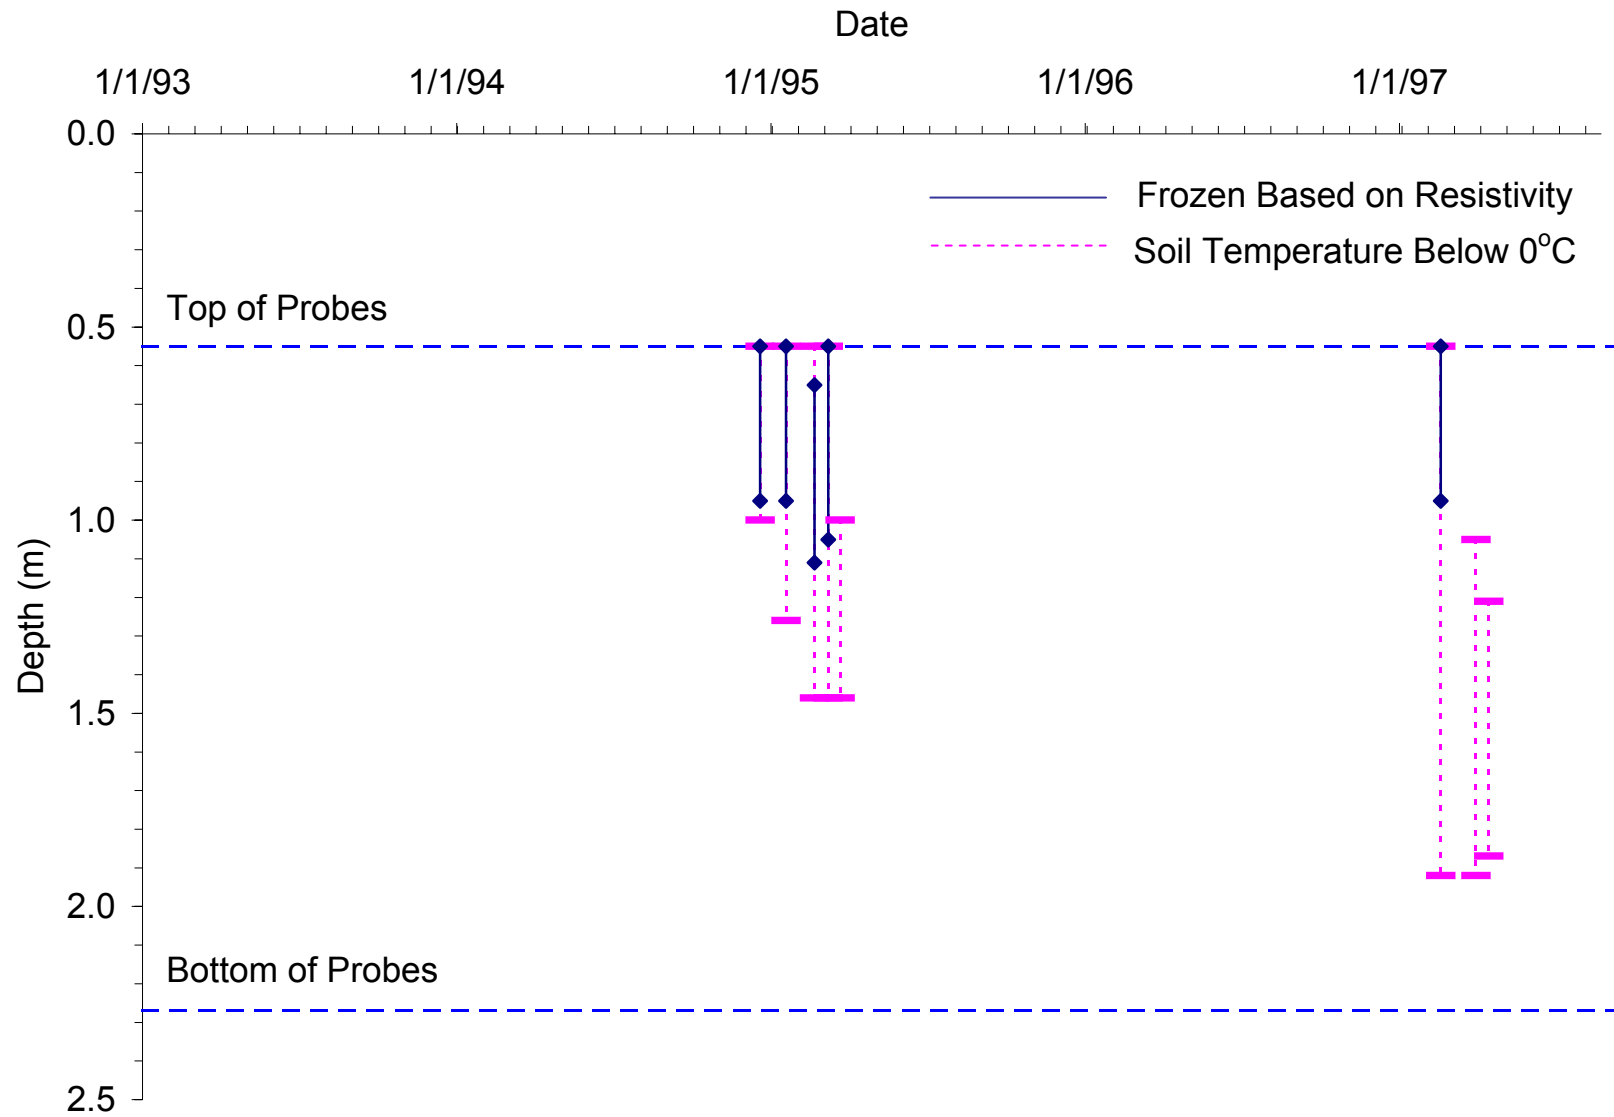 Date
1/1/93 1/1/94 1/1/95 1/1/96 1/1/97
0.0
Frozen Based on Resistivity
Soil Temperature Below 0°C
Top of Probes
0.5
1.0
Depth (m)
1.5
2.0
Bottom of Probes
2.5